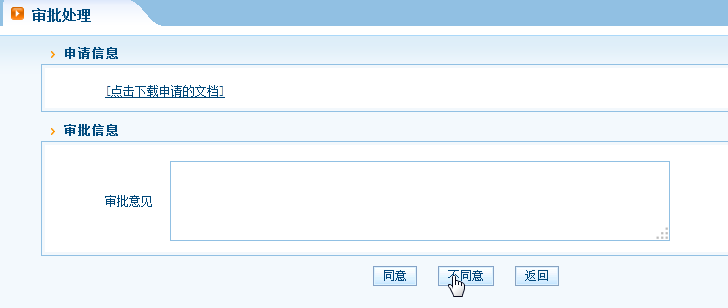 审批处理
申请信息
[点击下载申请的文档]
审批信息
审批意见
同意 不同意 返回